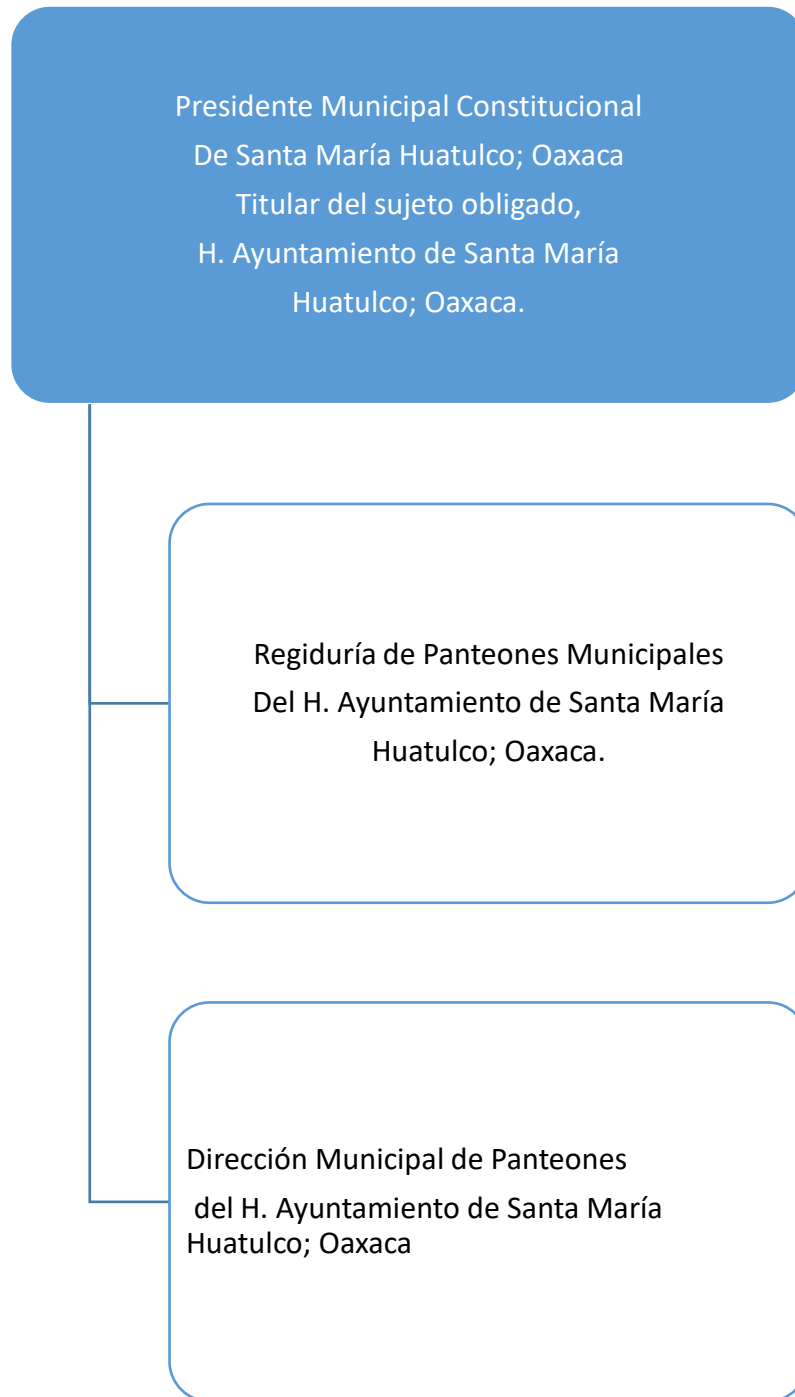 Presidente Municipal Constitucional
De Santa María Huatulco; Oaxaca
Titular del sujeto obligado,
H. Ayuntamiento de Santa María
Huatulco; Oaxaca.
Regiduría de Panteones Municipales
Del H. Ayuntamiento de Santa María
Huatulco; Oaxaca.
Dirección Municipal de Panteones
del H. Ayuntamiento de Santa María
Huatulco; Oaxaca